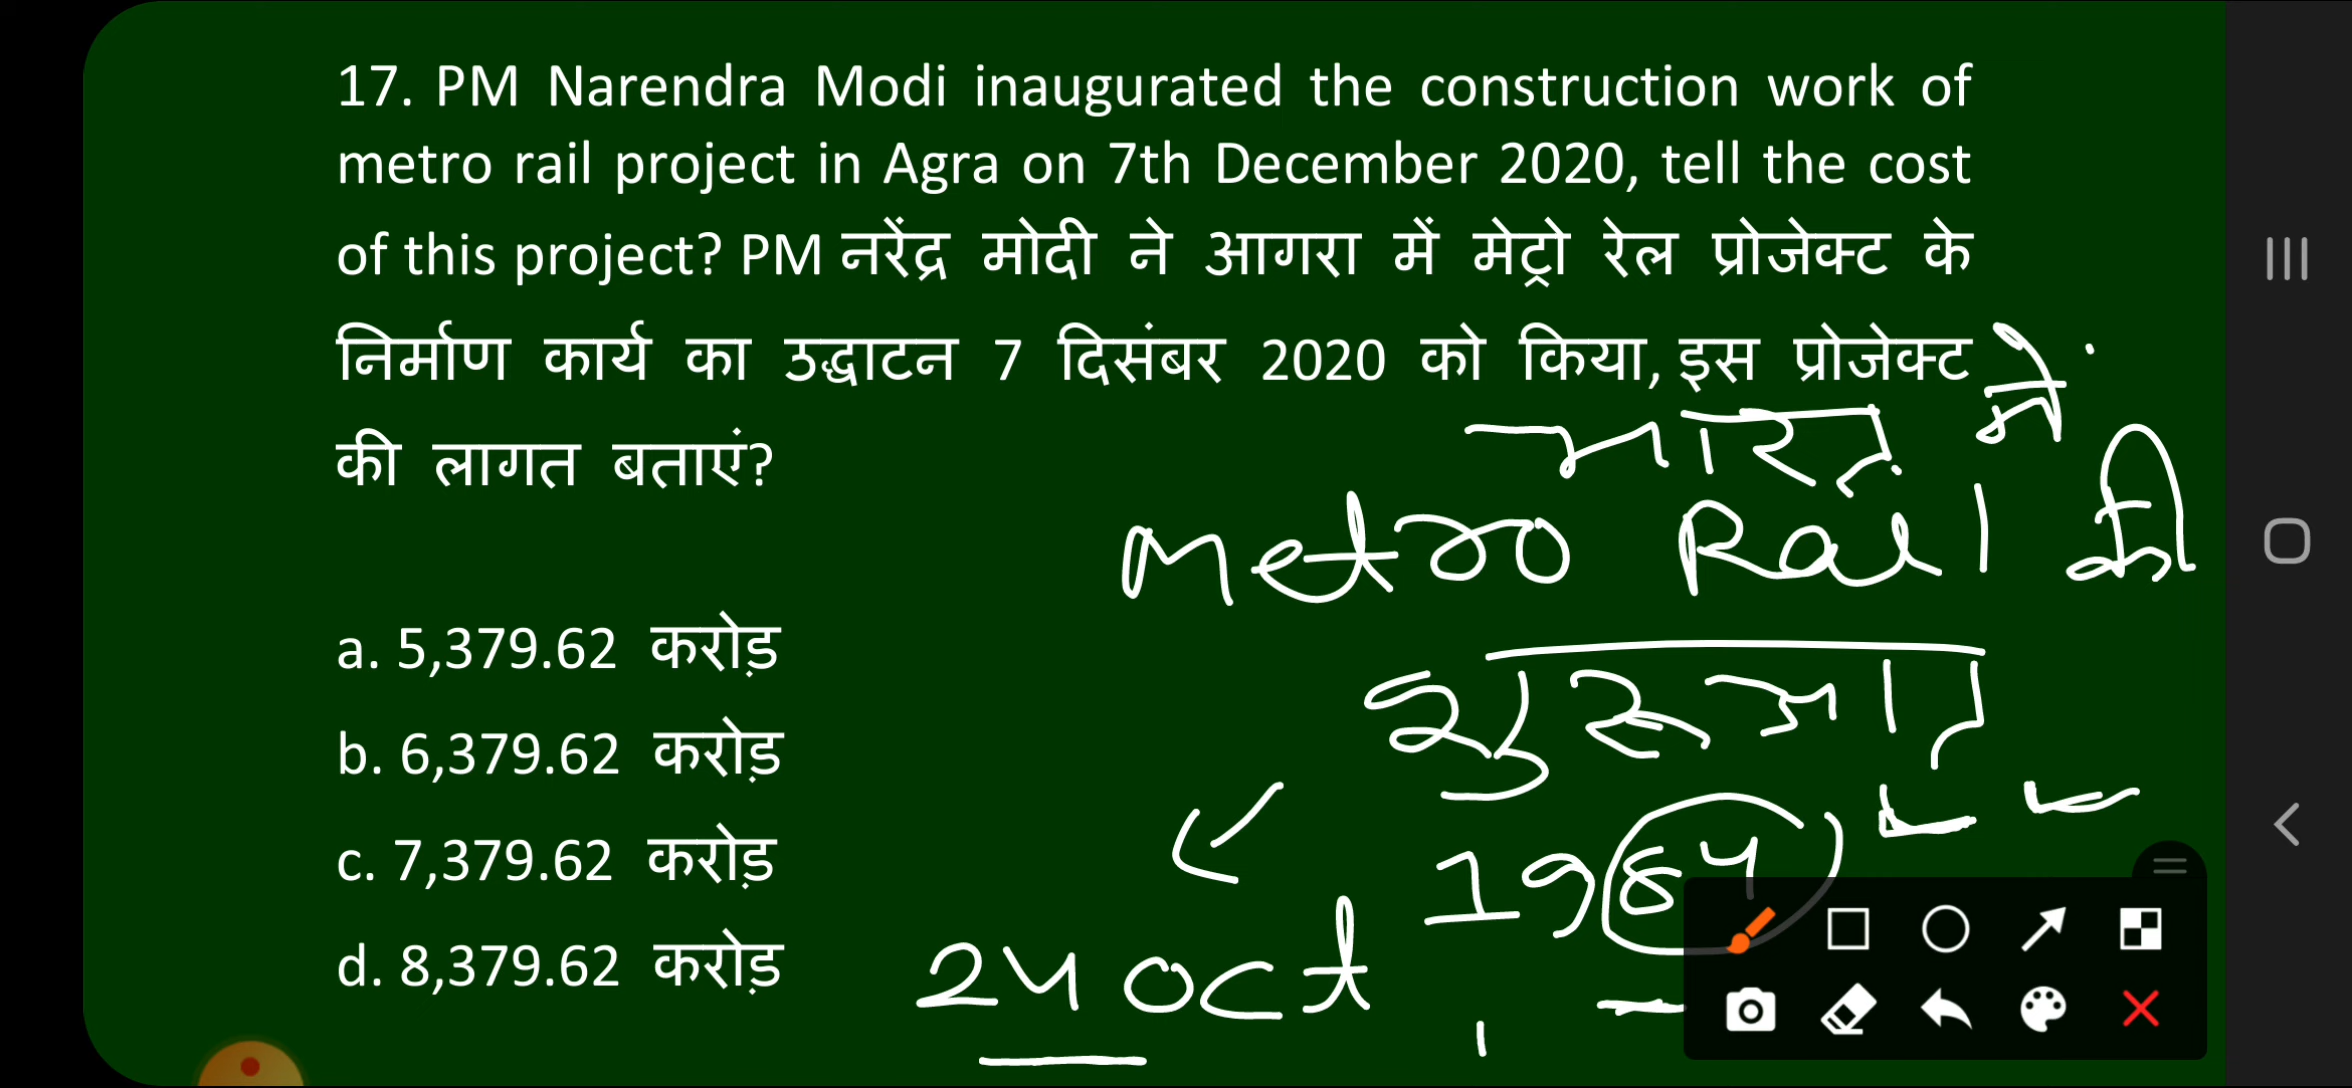 17. PM Narendra Modi inaugurated the construction work of
metro rail project in Agra on 7th December 2020, tell the cost
of this project? PM नरेंद्र मोदी ने आगरा में मेट्रो रेल प्रोजेक्ट के
निर्माण कार्य का उद्घाटन 7 दिसंबर 2020 को किया, इस प्रोजेक्ट
की लागत बताएं?
भारत में
Metro Rail की
शुरूआत
1984
24 oct
a. 5,379.62 करोड़
b. 6,379.62 करोड़
c. 7,379.62 करोड़
d. 8,379.62 करोड़